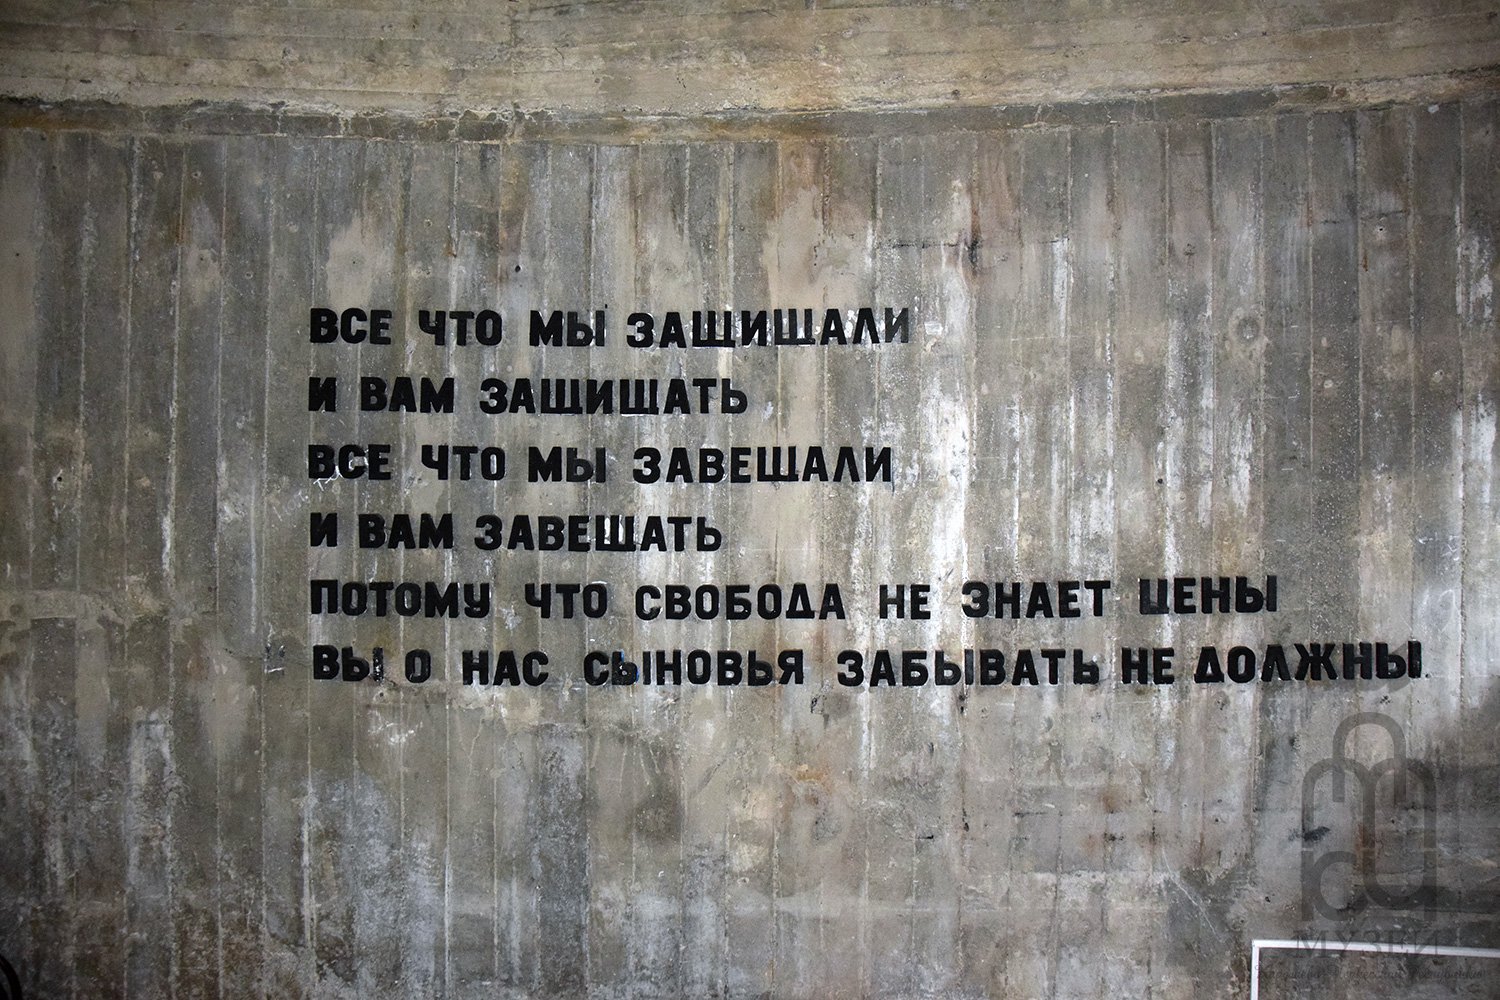 ВСЕ ЧТО МЫ ЗАЩИЩАЛИ
И ВАМ ЗАЩИЩАТЬ
ВСЕ ЧТО МЫ ЗАВЕЩАЛИ
И ВАМ ЗАВЕЩАТЬ
ПОТОМУ ЧТО СВОБОДА НЕ ЗНАЕТ ЦЕНЫ
ВЫ О НАС СЫНОВЬЯ ЗАБЫВАТЬ НЕ ДОЛЖНЫ
МУЗЕЙ